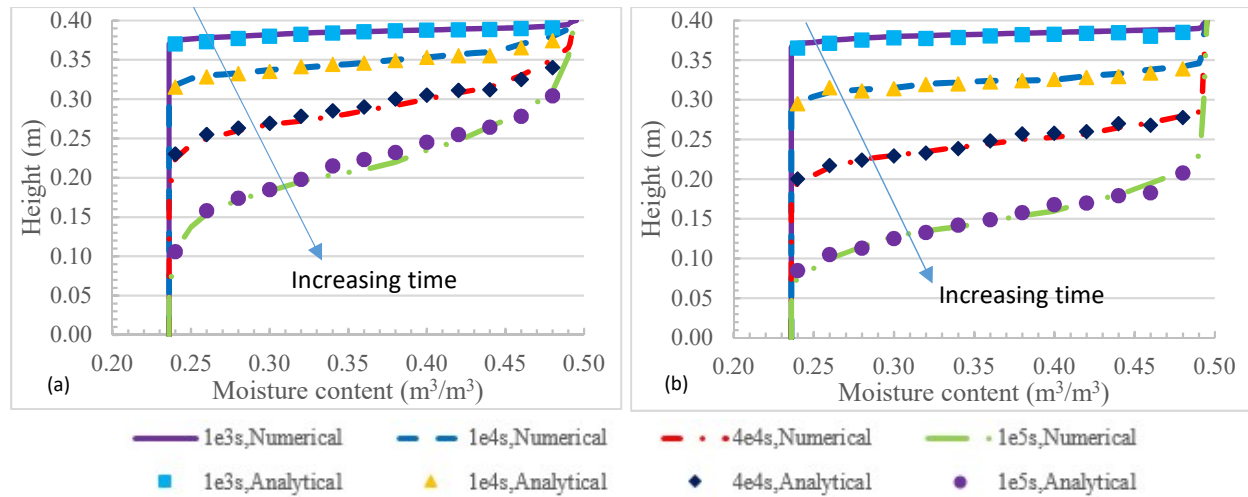 0.40
0.35
0.30
0.25
0.20
0.15
0.10
0.05
0.00
Height (m)
Increasing time
0.20 0.25 0.30 0.35 0.40 0.45 0.50
(a)
Moisture content (m³/m³)
0.40
0.35
0.30
0.25
0.20
0.15
0.10
0.05
0.00
Height (m)
Increasing time
0.20 0.25 0.30 0.35 0.40 0.45 0.50
(b)
Moisture content (m³/m³)
1e3s,Numerical 1e4s,Numerical 4e4s,Numerical 1e5s,Numerical
1e3s,Analytical 1e4s,Analytical 4e4s,Analytical 1e5s,Analytical